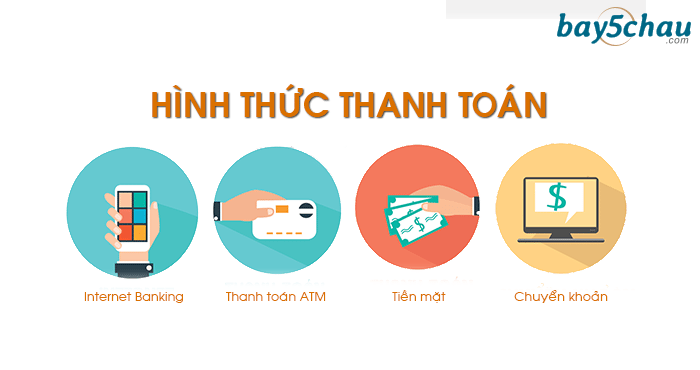 bay5chau
.com
HÌNH THỨC THANH TOÁN
Internet Banking
Thanh toán ATM
Tiền mặt
Chuyển khoản